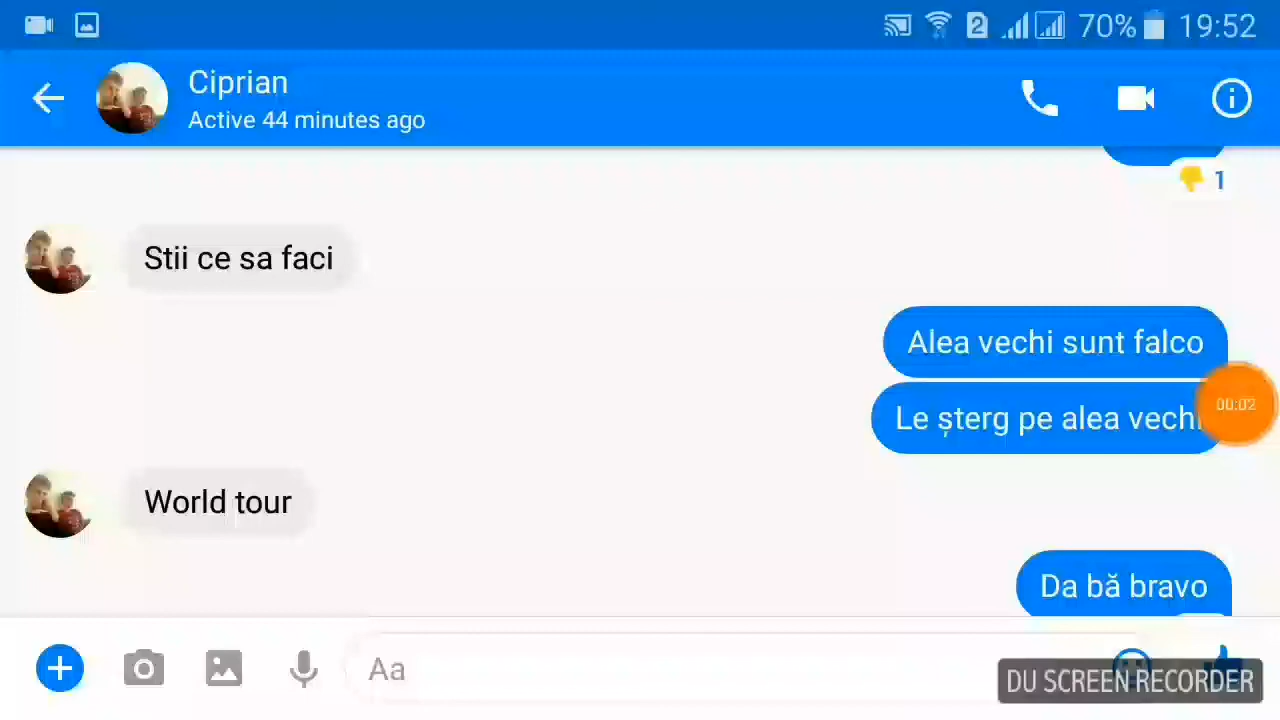 2 70% 19:52
Ciprian
Active 44 minutes ago
1
Stii ce sa faci
Alea vechi sunt falco
00:02
Le șterg pe alea vechi
World tour
Da bă bravo
Aa
DU SCREEN RECORDER